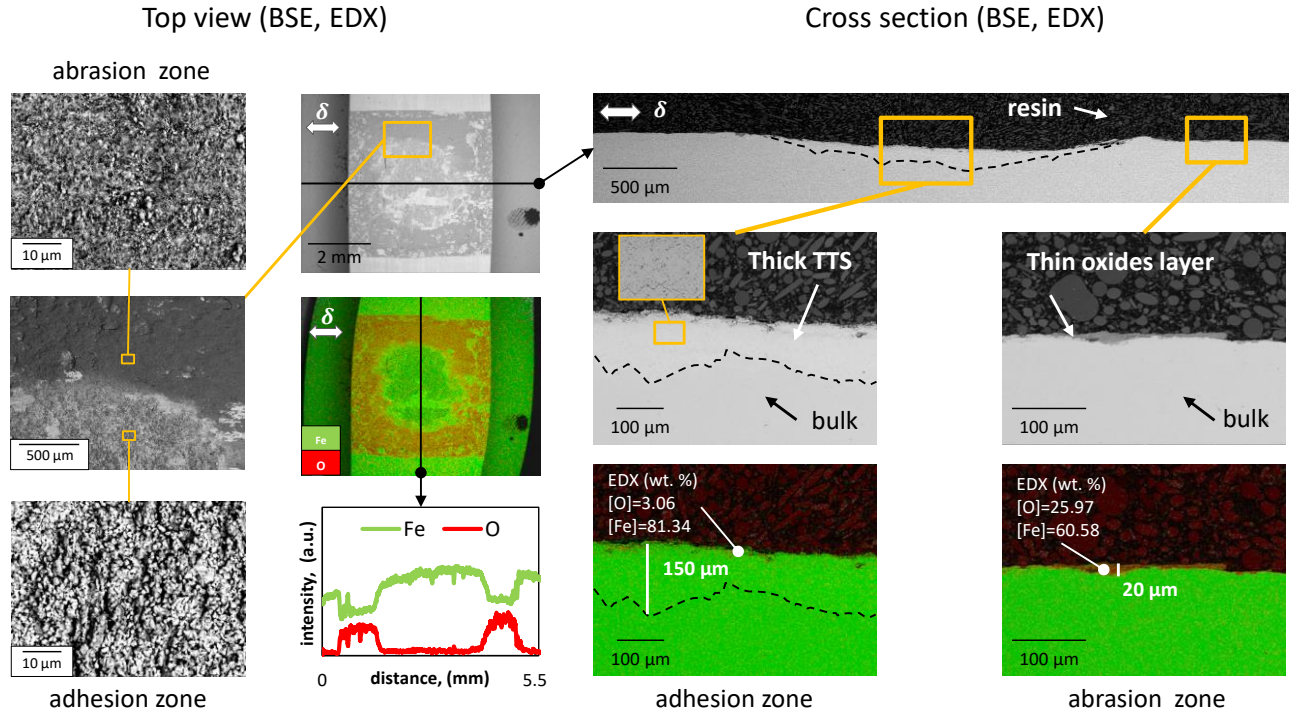 Top view (BSE, EDX)
Cross section (BSE, EDX)
abrasion zone
10 µm
500 µm
10 µm
adhesion zone
δ
2 mm
δ
Fe
O
Fe
O
intensity, (a.u.)
0
distance, (mm)
5.5
δ
resin
500 µm
Thick TTS
bulk
100 µm
Thin oxides layer
bulk
100 µm
EDX (wt. %)
[O]=3.06
[Fe]=81.34
150 µm
100 µm
adhesion zone
EDX (wt. %)
[O]=25.97
[Fe]=60.58
20 µm
100 µm
abrasion zone